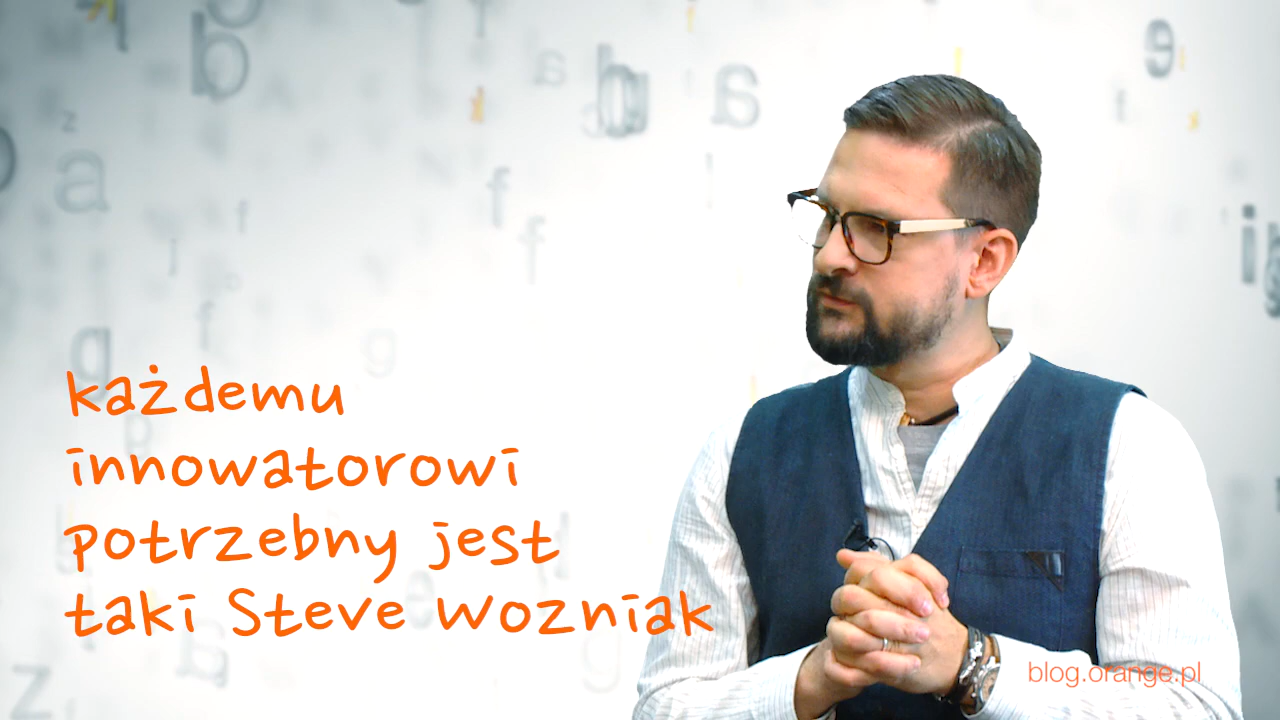 każdemu
innowatorowi
potrzebny jest
taki Steve Wozniak
blog.orange.pl